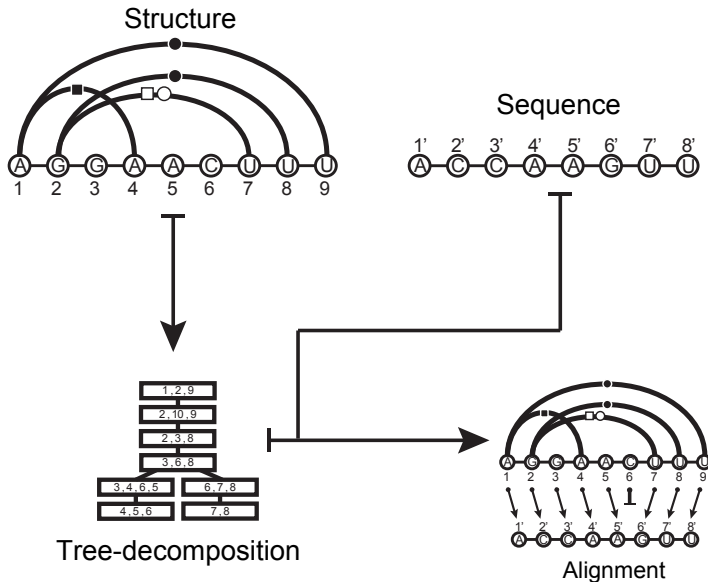 Structure
A G G A A C U U U
1 2 3 4 5 6 7 8 9
Sequence
1' 2' 3' 4' 5' 6' 7' 8'
A C C A A G U U
1,2,9
2,10,9
2,3,8
3,6,8
3,4,6,5 6,7,8
4,5,6 7,8
Tree-decomposition
A G G A A C U U U
1 2 3 4 5 6 7 8 9
1' 2' 3' 4' 5' 6' 7' 8'
A C C A A G U U
Alignment